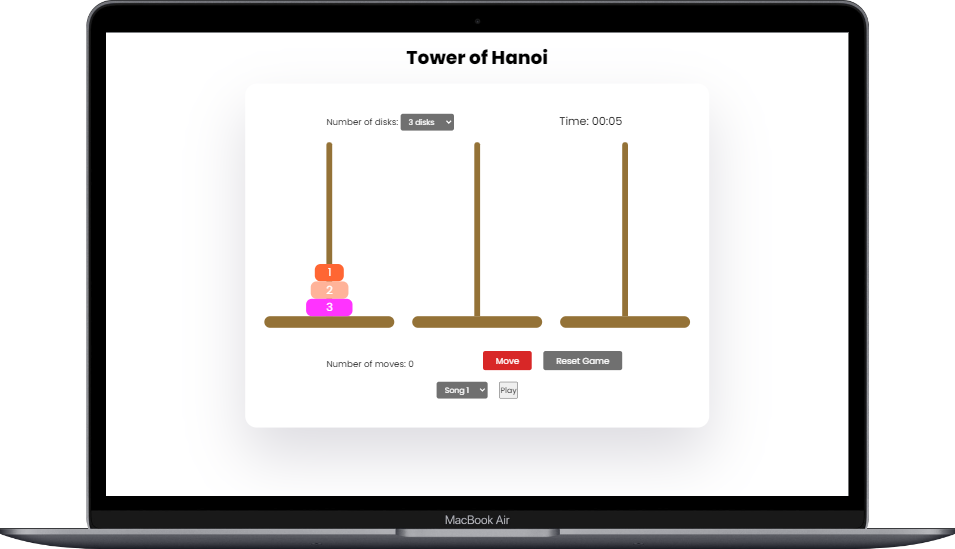 Tower of Hanoi
Number of disks: 3 disks
Time: 00:05
1
2
3
Number of moves: 0
Move
Reset Game
Song 1
Play
MacBook Air